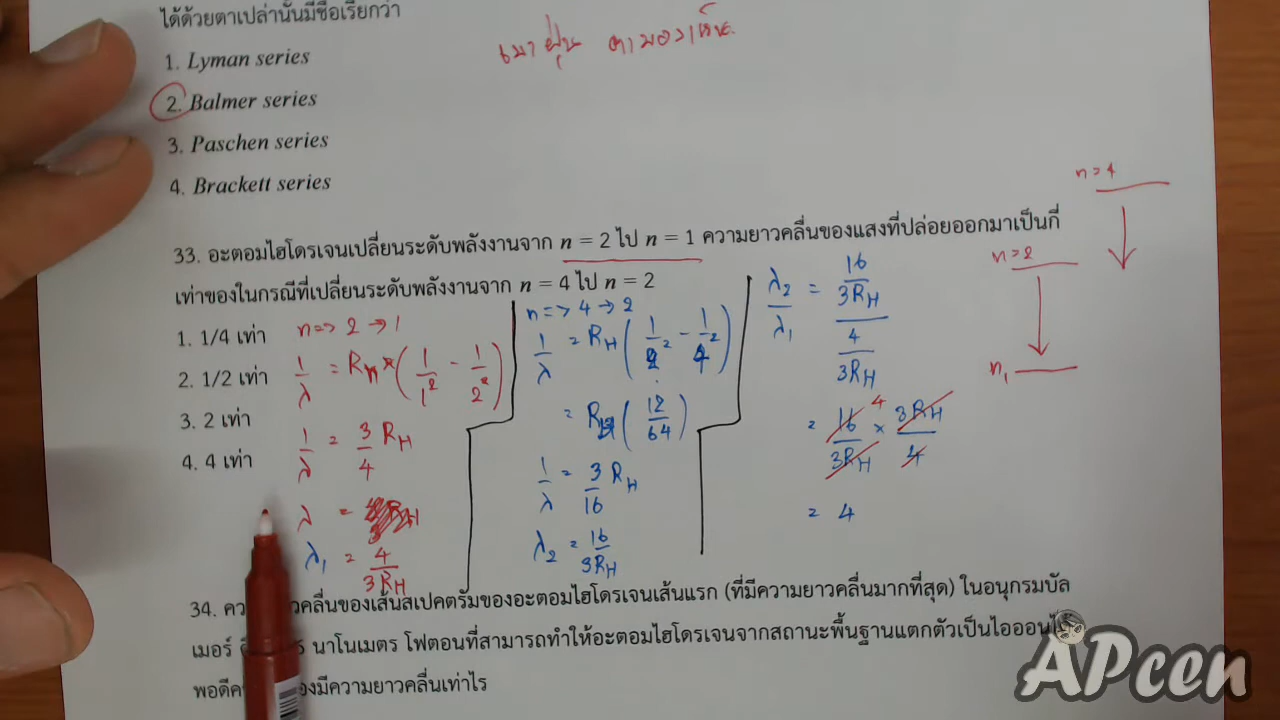 ได้ด้วยตาเปล่านั้นมีชื่อเรียกว่า
1. Lyman series
2. Balmer series
3. Paschen series
4. Brackett series
ตามองเห็น
33. อะตอมไฮโดรเจนเปลี่ยนระดับพลังงานจาก n = 2 ไป n = 1 ความยาวคลื่นของแสงที่ปล่อยออกมาเป็นกี่
เท่าของในกรณีที่เปลี่ยนระดับพลังงานจาก n = 4 ไป n = 2
1. 1/4 เท่า
2. 1/2 เท่า
3. 2 เท่า
4. 4 เท่า
n => 2 → 1
1/λ = R_H × (1/1² - 1/2²)
1/λ = 3/4 R_H
λ =
λ₁ = 4/3R_H
n => 4 → 2
1/λ = R_H (1/2² - 1/4²)
= R_H (12/64)
1/λ = 3/16 R_H
λ₂ = 16/3R_H
λ₂/λ₁ = 16/3R_H / 4/3R_H
= 16/3R_H × 3R_H/4 4
= 4
n = 4
n = 2
n₁
34. ของเส้นสเปคตรัมของอะตอมไฮโดรเจนเส้นแรก (ที่มีความยาวคลื่นมากที่สุด) ในอนุกรมบัล
เมอร์ นาโนเมตร โฟตอนที่สามารถทำให้อะตอมไฮโดรเจนจากสถานะพื้นฐานแตกตัวเป็นไอออนได้
มีความยาวคลื่นเท่าไร
APcen